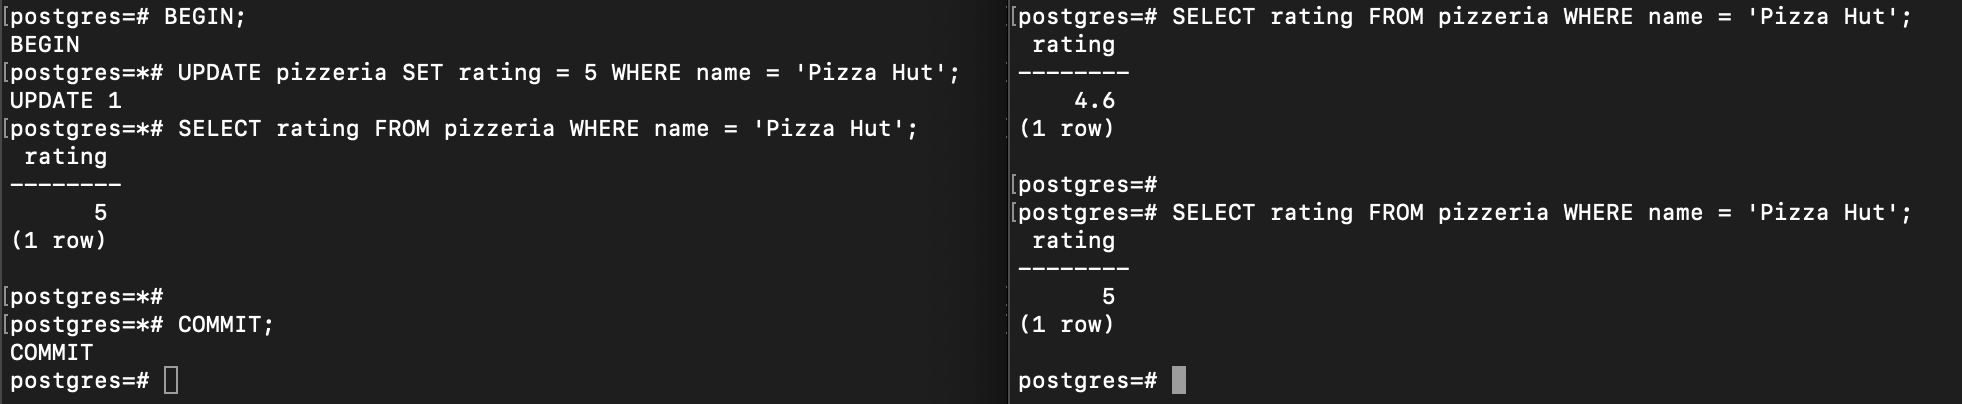 [postgres=# BEGIN;
BEGIN
[postgres=*# UPDATE pizzeria SET rating = 5 WHERE name = 'Pizza Hut';
UPDATE 1
[postgres=*# SELECT rating FROM pizzeria WHERE name = 'Pizza Hut';
 rating
--------
      5
(1 row)

[postgres=*#
[postgres=*# COMMIT;
COMMIT
postgres=#
[postgres=# SELECT rating FROM pizzeria WHERE name = 'Pizza Hut';
 rating
--------
    4.6
(1 row)

[postgres=#
[postgres=# SELECT rating FROM pizzeria WHERE name = 'Pizza Hut';
 rating
--------
      5
(1 row)

postgres=#